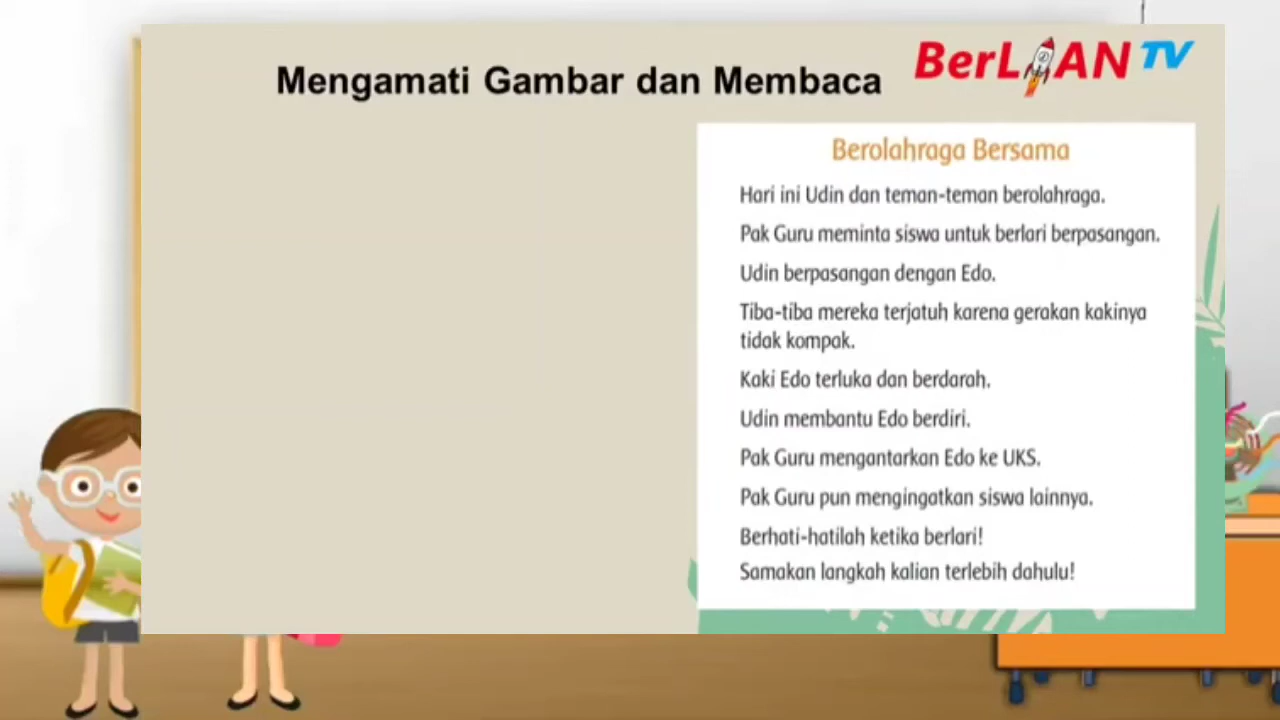 Mengamati Gambar dan Membaca
BerLIAN TV
Berolahraga Bersama
Hari ini Udin dan teman-teman berolahraga.
Pak Guru meminta siswa untuk berlari berpasangan.
Udin berpasangan dengan Edo.
Tiba-tiba mereka terjatuh karena gerakan kakinya
tidak kompak.
Kaki Edo terluka dan berdarah.
Udin membantu Edo berdiri.
Pak Guru mengantarkan Edo ke UKS.
Pak Guru pun mengingatkan siswa lainnya.
Berhati-hatilah ketika berlari!
Samakan langkah kalian terlebih dahulu!